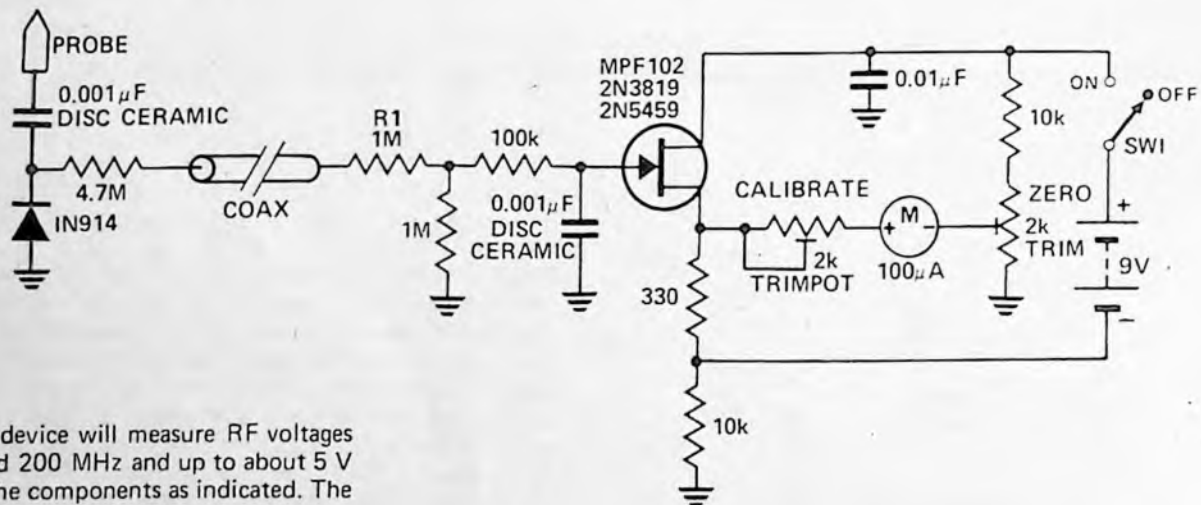 PROBE
0.001µF
DISC CERAMIC
4.7M
IN914
COAX
R1
1M
1M
100k
0.001µF
DISC
CERAMIC
MPF102
2N3819
2N5459
0.01µF
CALIBRATE
2k
TRIMPOT
330
10k
+ M -
100µA
10k
ZERO
2k
TRIM
ON
OFF
SWI
+
9V
-
device will measure RF voltages
200 MHz and up to about 5 V
components as indicated. The